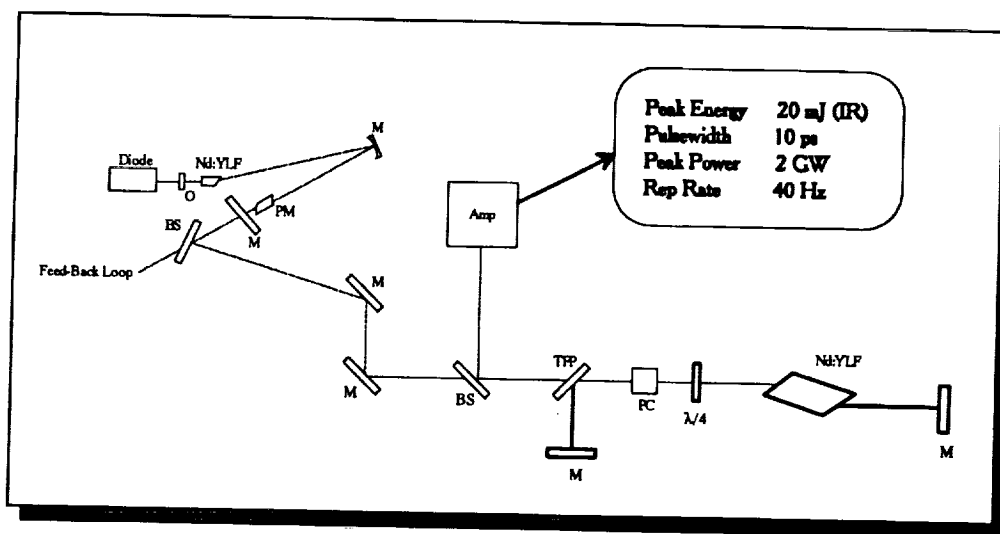 Peak Energy 20 mJ (IR)
Pulsewidth 10 ps
Peak Power 2 GW
Rep Rate 40 Hz
M
Diode
Nd:YLF
O
PM
M
BS
Amp
Feed-Back Loop
M
TFP
Nd:YLF
M
BS
PC
λ/4
M
M